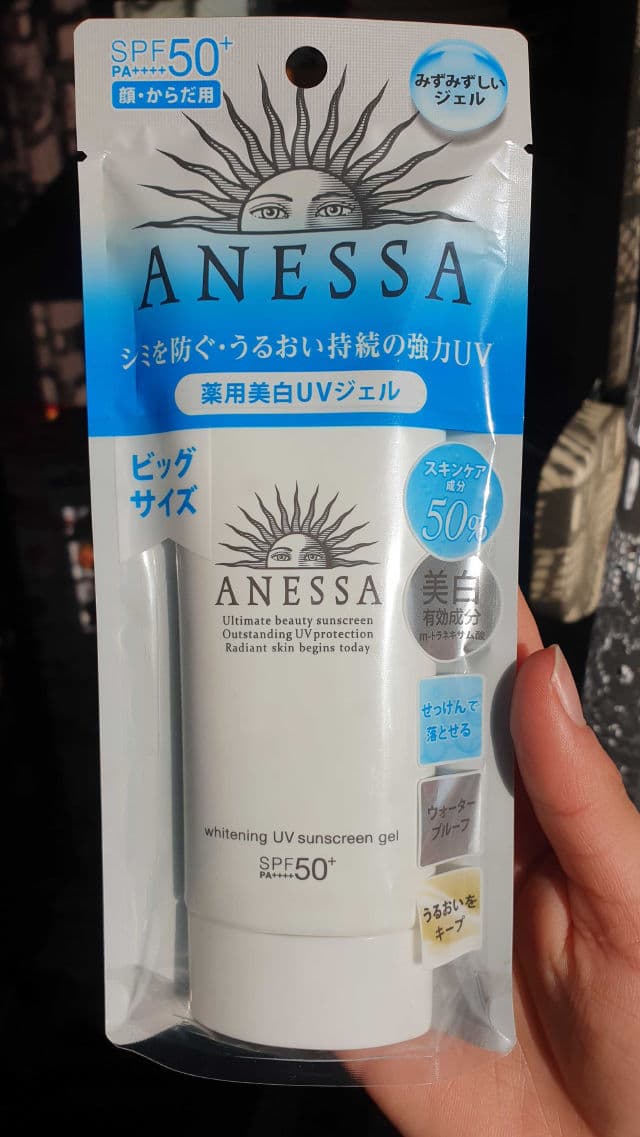 SPF50+
PA++++
顔・からだ用
みずみずしい
ジェル
ANESSA
シミを防ぐ・うるおい持続の強力UV
薬用美白UVジェル
ビッグ
サイズ
スキンケア
成分
50%
美白
有効成分
m-トラネキサム酸
せっけんで
落とせる
ウォーター
プルーフ
うるおいを
キープ
ANESSA
Ultimate beauty sunscreen
Outstanding UV protection
Radiant skin begins today
whitening UV sunscreen gel
SPF50+
PA++++